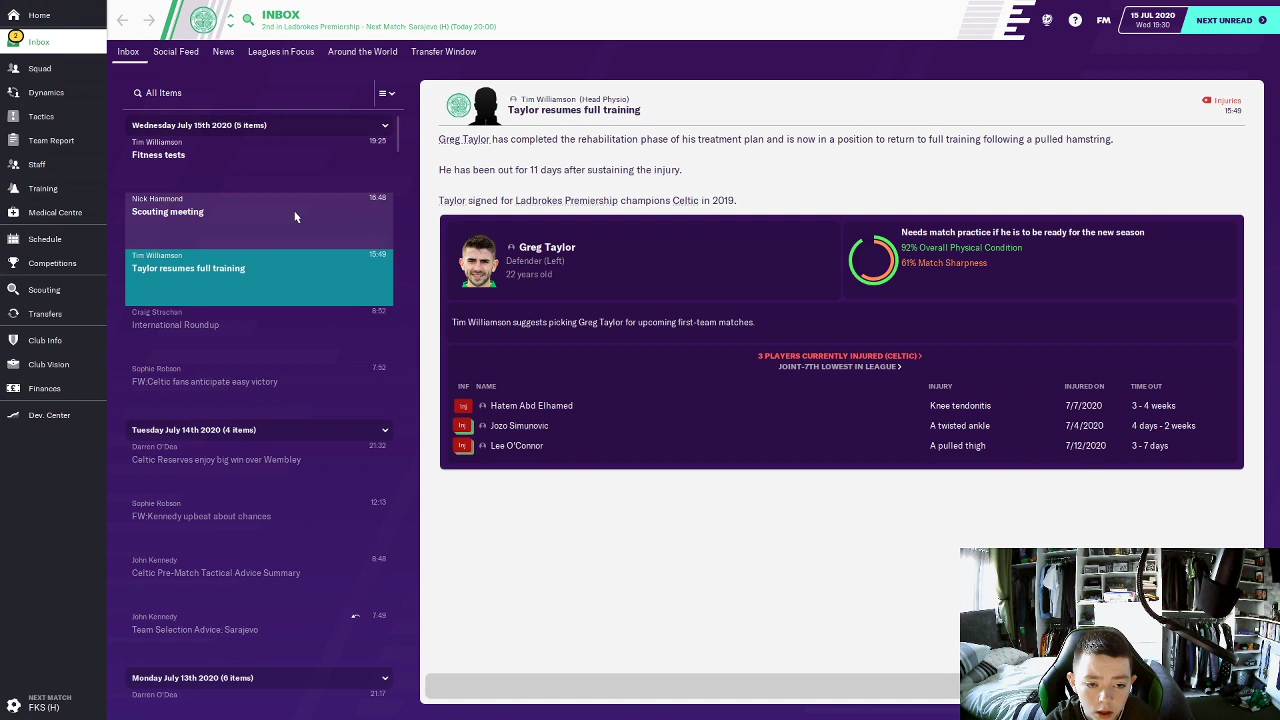 INBOX
2nd in Ladbrokes Premiership - Next Match: Sarajevo (H) (Today 20:00)
?
FM
15 JUL 2020
Wed 19:30
NEXT UNREAD
2
Inbox
Squad
Dynamics
Tactics
Team Report
Staff
Training
Medical Centre
Schedule
Competitions
Scouting
Transfers
Club Info
Club Vision
Finances
Dev. Center
NEXT MATCH
FKS (H)
Inbox
Social Feed
News
Leagues in Focus
Around the World
Transfer Window
All Items
Wednesday July 15th 2020 (5 items)
Tim Williamson 19:25
Fitness tests
Nick Hammond 16:48
Scouting meeting
Tim Williamson 15:49
Taylor resumes full training
Craig Strachan 8:52
International Roundup
Sophie Robson 7:52
FW:Celtic fans anticipate easy victory
Tuesday July 14th 2020 (4 items)
Darren O'Dea 21:32
Celtic Reserves enjoy big win over Wembley
Sophie Robson 12:13
FW:Kennedy upbeat about chances
John Kennedy 8:48
Celtic Pre-Match Tactical Advice Summary
John Kennedy 7:49
Team Selection Advice: Sarajevo
Monday July 13th 2020 (6 items)
Darren O'Dea 21:17
Tim Williamson (Head Physio)
Taylor resumes full training
Injuries
15:49
Greg Taylor has completed the rehabilitation phase of his treatment plan and is now in a position to return to full training following a pulled hamstring.
He has been out for 11 days after sustaining the injury.
Taylor signed for Ladbrokes Premiership champions Celtic in 2019.
Greg Taylor
Defender (Left)
22 years old
Needs match practice if he is to be ready for the new season
92% Overall Physical Condition
61% Match Sharpness
Tim Williamson suggests picking Greg Taylor for upcoming first-team matches.
3 PLAYERS CURRENTLY INJURED (CELTIC)
JOINT-7TH LOWEST IN LEAGUE
INF NAME INJURY INJURED ON TIME OUT
Inj Hatem Abd Elhamed Knee tendonitis 7/7/2020 3 - 4 weeks
Inj Jozo Simunovic A twisted ankle 7/4/2020 4 days - 2 weeks
Inj Lee O'Connor A pulled thigh 7/12/2020 3 - 7 days